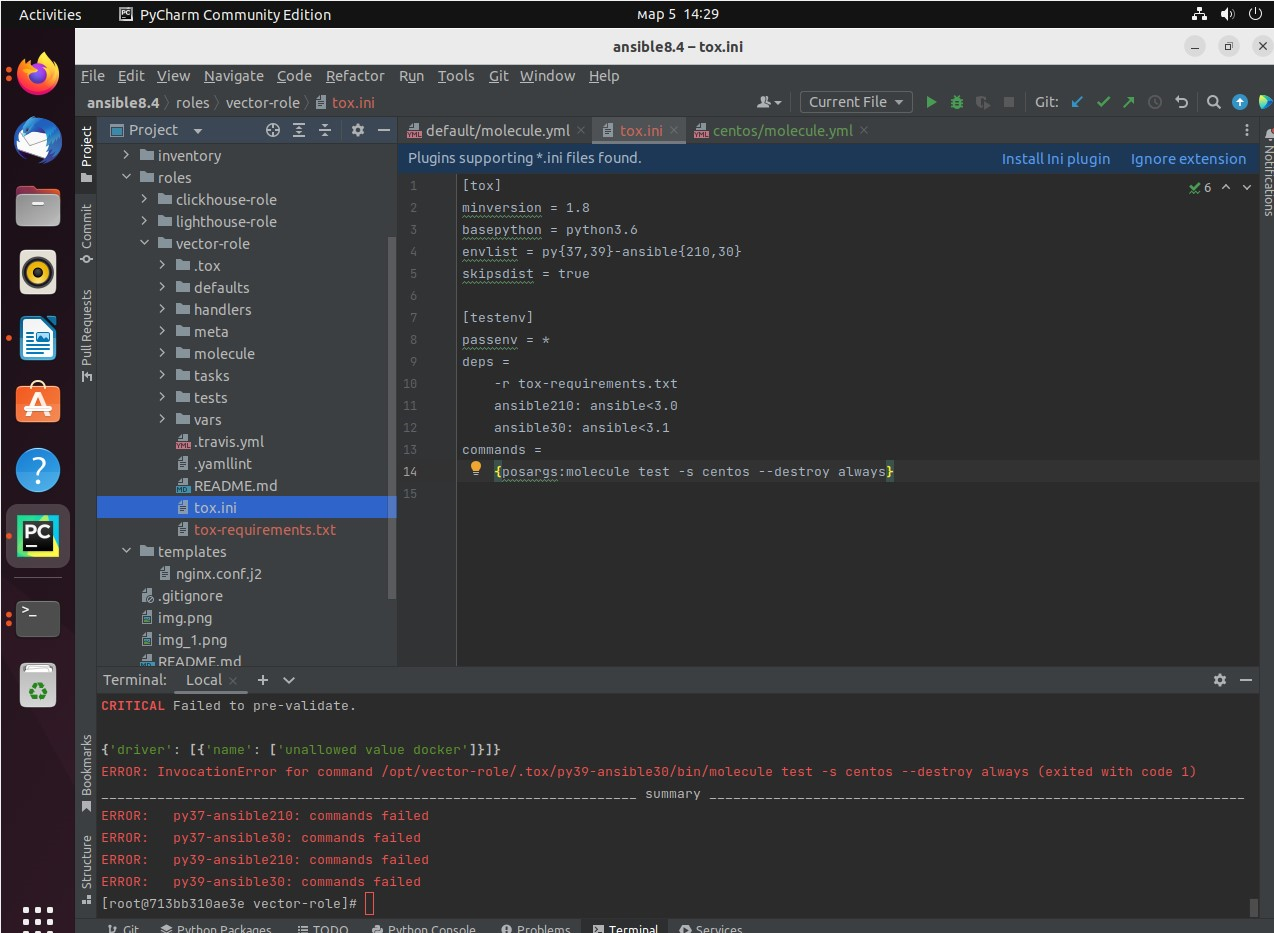 Activities PyCharm Community Edition мар 5 14:29
ansible8.4 – tox.ini
File Edit View Navigate Code Refactor Run Tools Git Window Help
ansible8.4 roles vector-role tox.ini Current File Git:
Project default/molecule.yml tox.ini centos/molecule.yml
Plugins supporting *.ini files found. Install Ini plugin Ignore extension
Project
Commit
Pull Requests
Bookmarks
Structure
Notifications
inventory
roles
clickhouse-role
lighthouse-role
vector-role
.tox
defaults
handlers
meta
molecule
tasks
tests
vars
.travis.yml
.yamllint
README.md
tox.ini
tox-requirements.txt
templates
nginx.conf.j2
.gitignore
img.png
img_1.png
README.md
6
1 [tox]
2 minversion = 1.8
3 basepython = python3.6
4 envlist = py{37,39}-ansible{210,30}
5 skipsdist = true
6
7 [testenv]
8 passenv = *
9 deps =
10 -r tox-requirements.txt
11 ansible210: ansible<3.0
12 ansible30: ansible<3.1
13 commands =
14 {posargs:molecule test -s centos --destroy always}
15
Terminal: Local
CRITICAL Failed to pre-validate.
{'driver': [{'name': ['unallowed value docker']}]}
ERROR: InvocationError for command /opt/vector-role/.tox/py39-ansible30/bin/molecule test -s centos --destroy always (exited with code 1)
summary
ERROR: py37-ansible210: commands failed
ERROR: py37-ansible30: commands failed
ERROR: py39-ansible210: commands failed
ERROR: py39-ansible30: commands failed
[root@713bb310ae3e vector-role]#
Git Python Packages TODO Python Console Problems Terminal Services